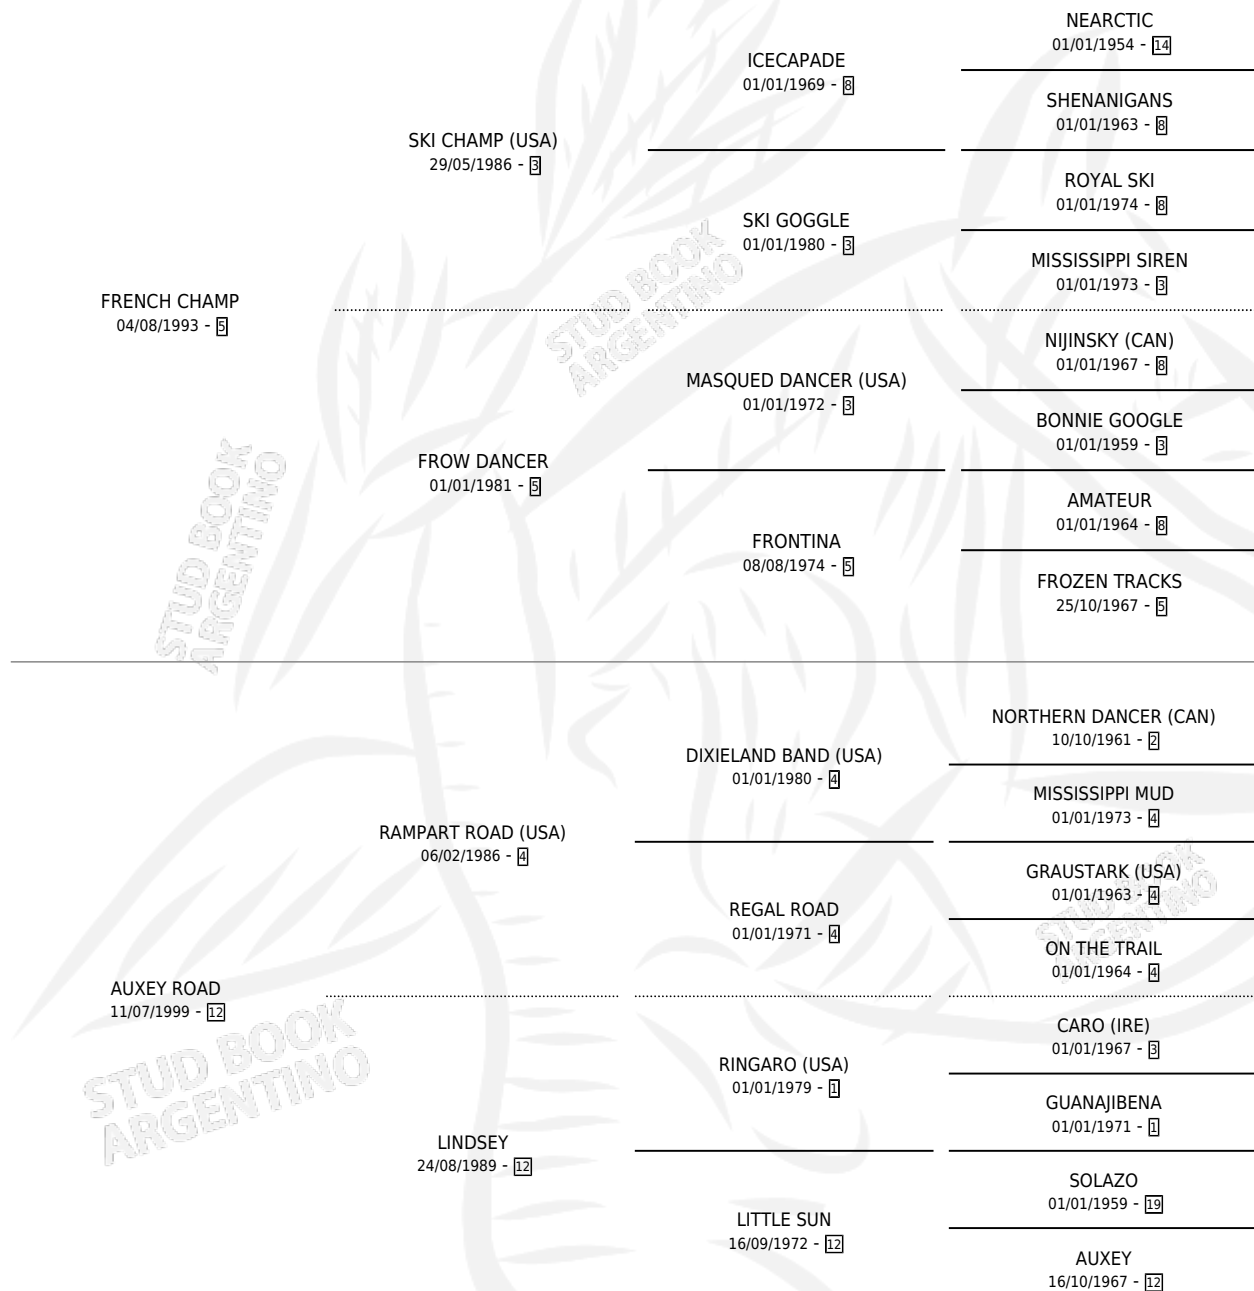 NEARCTIC
01/01/1954 - 14
ICECAPADE
01/01/1969 - 8
SHENANIGANS
01/01/1963 - 8
SKI CHAMP (USA)
29/05/1986 - 3
ROYAL SKI
01/01/1974 - 8
SKI GOGGLE
01/01/1980 - 3
MISSISSIPPI SIREN
01/01/1973 - 3
FRENCH CHAMP
04/08/1993 - 5
NIJINSKY (CAN)
01/01/1967 - 8
MASQUED DANCER (USA)
01/01/1972 - 3
BONNIE GOOGLE
01/01/1959 - 3
FROW DANCER
01/01/1981 - 5
AMATEUR
01/01/1964 - 8
FRONTINA
08/08/1974 - 5
FROZEN TRACKS
25/10/1967 - 5
NORTHERN DANCER (CAN)
10/10/1961 - 2
DIXIELAND BAND (USA)
01/01/1980 - 4
MISSISSIPPI MUD
01/01/1973 - 4
RAMPART ROAD (USA)
06/02/1986 - 4
GRAUSTARK (USA)
01/01/1963 - 4
REGAL ROAD
01/01/1971 - 4
ON THE TRAIL
01/01/1964 - 4
AUXEY ROAD
11/07/1999 - 12
CARO (IRE)
01/01/1967 - 3
RINGARO (USA)
01/01/1979 - 1
GUANAJIBENA
01/01/1971 - 1
LINDSEY
24/08/1989 - 12
SOLAZO
01/01/1959 - 19
LITTLE SUN
16/09/1972 - 12
AUXEY
16/10/1967 - 12
STUD BOOK
ARGENTINO
STUD BOOK
ARGENTINO
STUD BOOK
ARGENTINO
STUD BOOK
ARGENTINO